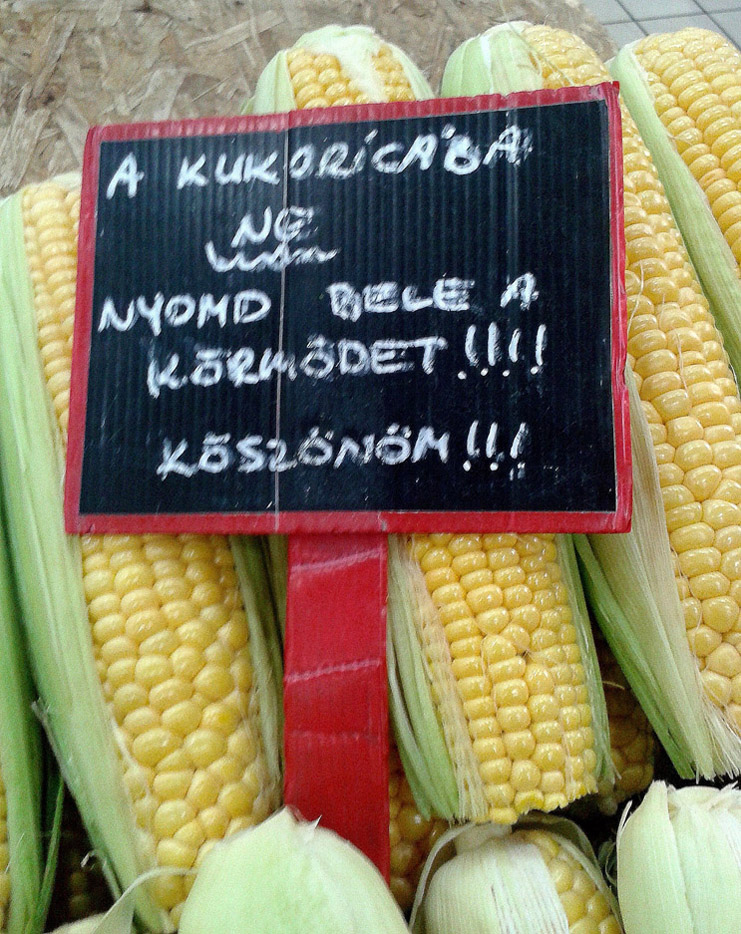 A KUKORICÁBA
NE
NYOMD BELE A
KÖRMÖDET!!!!
KÖSZÖNÖM!!!